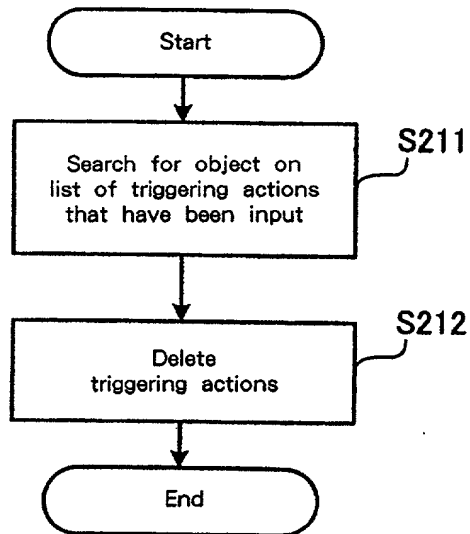 Start
Search for object on
list of triggering actions
that have been input
S211
Delete
triggering actions
S212
End